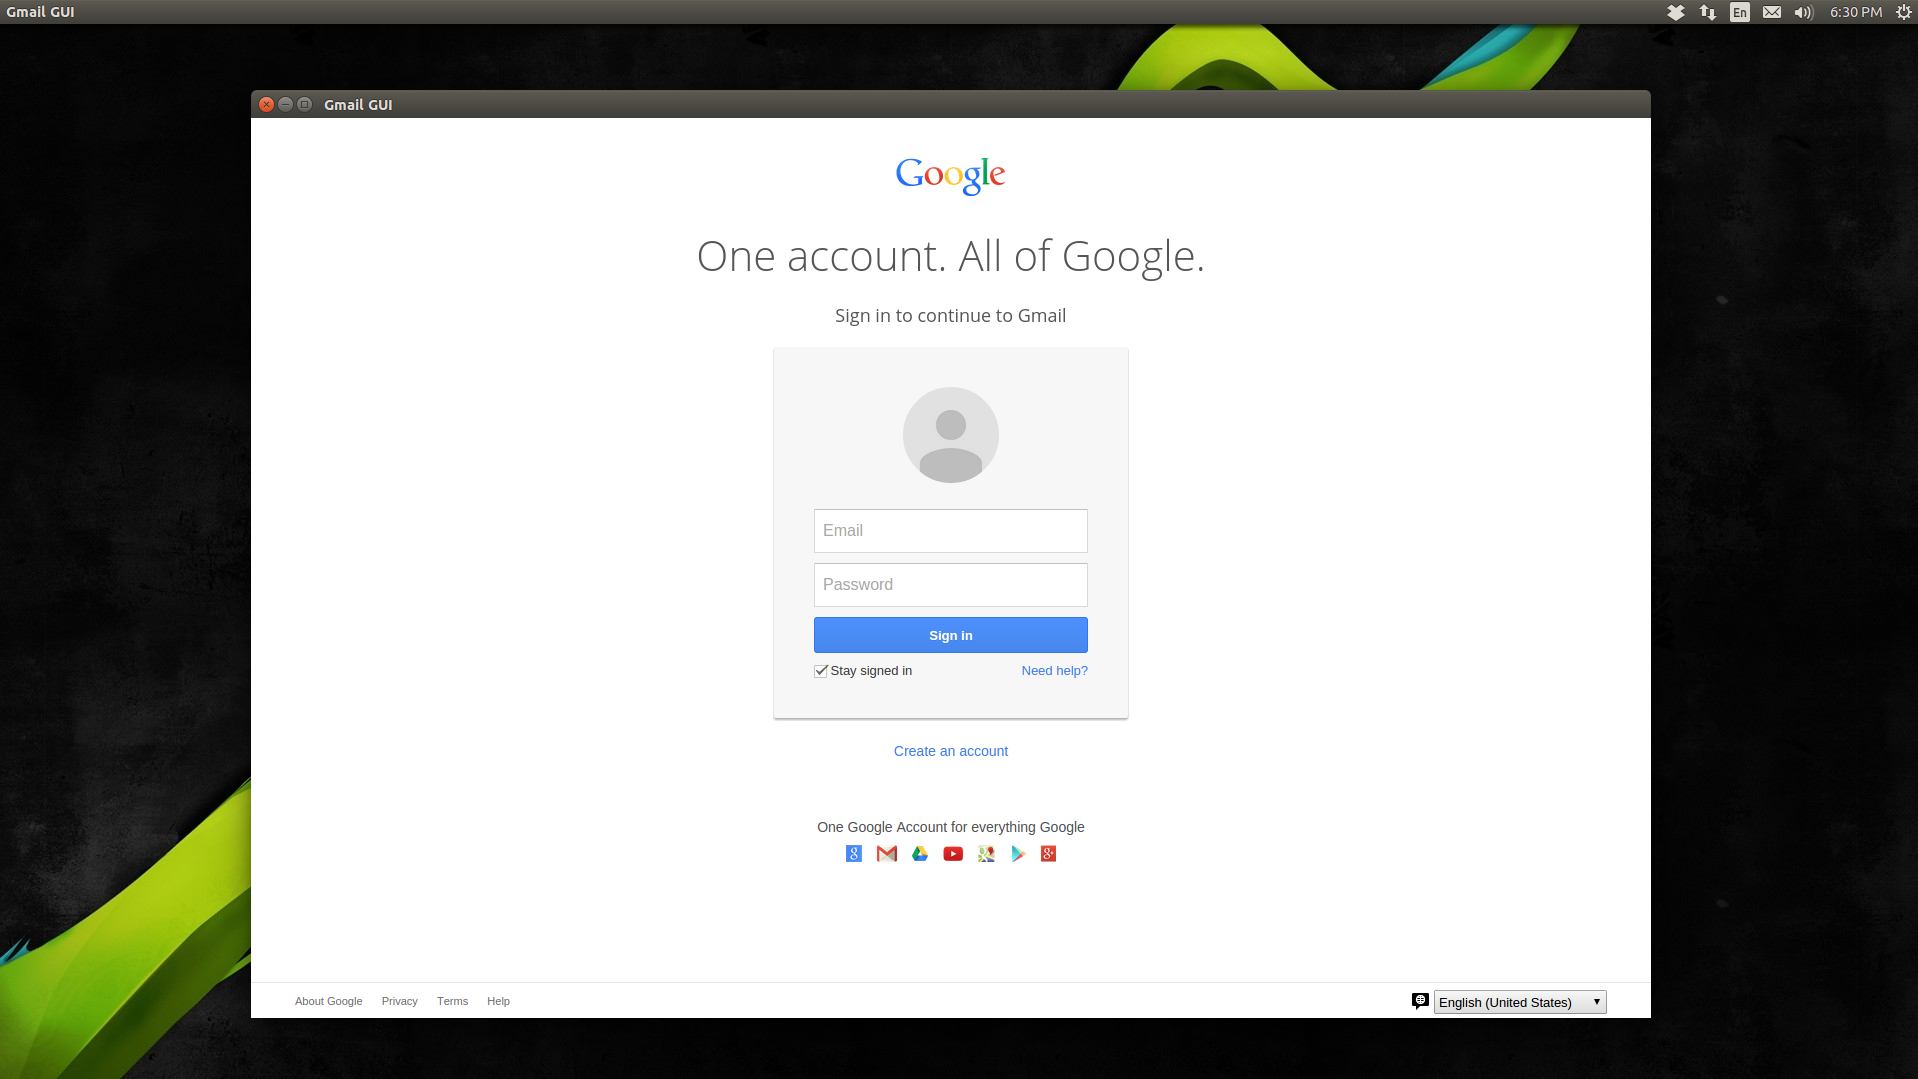 Gmail GUI
En
6:30 PM
Gmail GUI
Google
One account. All of Google.
Sign in to continue to Gmail
Email
Password
Sign in
Stay signed in
Need help?
Create an account
One Google Account for everything Google
About Google Privacy Terms Help
English (United States)